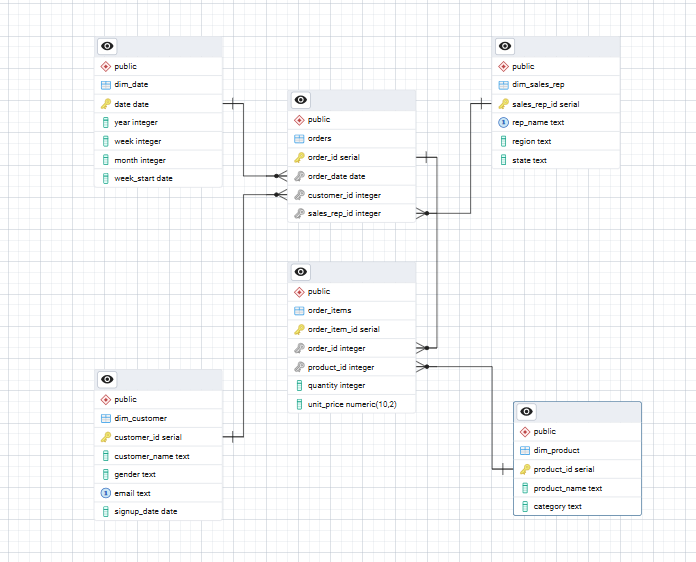 public
dim_date
date date
year integer
week integer
month integer
week_start date
public
orders
order_id serial
order_date date
customer_id integer
sales_rep_id integer
public
dim_sales_rep
sales_rep_id serial
1 rep_name text
region text
state text
public
order_items
order_item_id serial
order_id integer
product_id integer
quantity integer
unit_price numeric(10,2)
public
dim_customer
customer_id serial
customer_name text
gender text
1 email text
signup_date date
public
dim_product
product_id serial
product_name text
category text